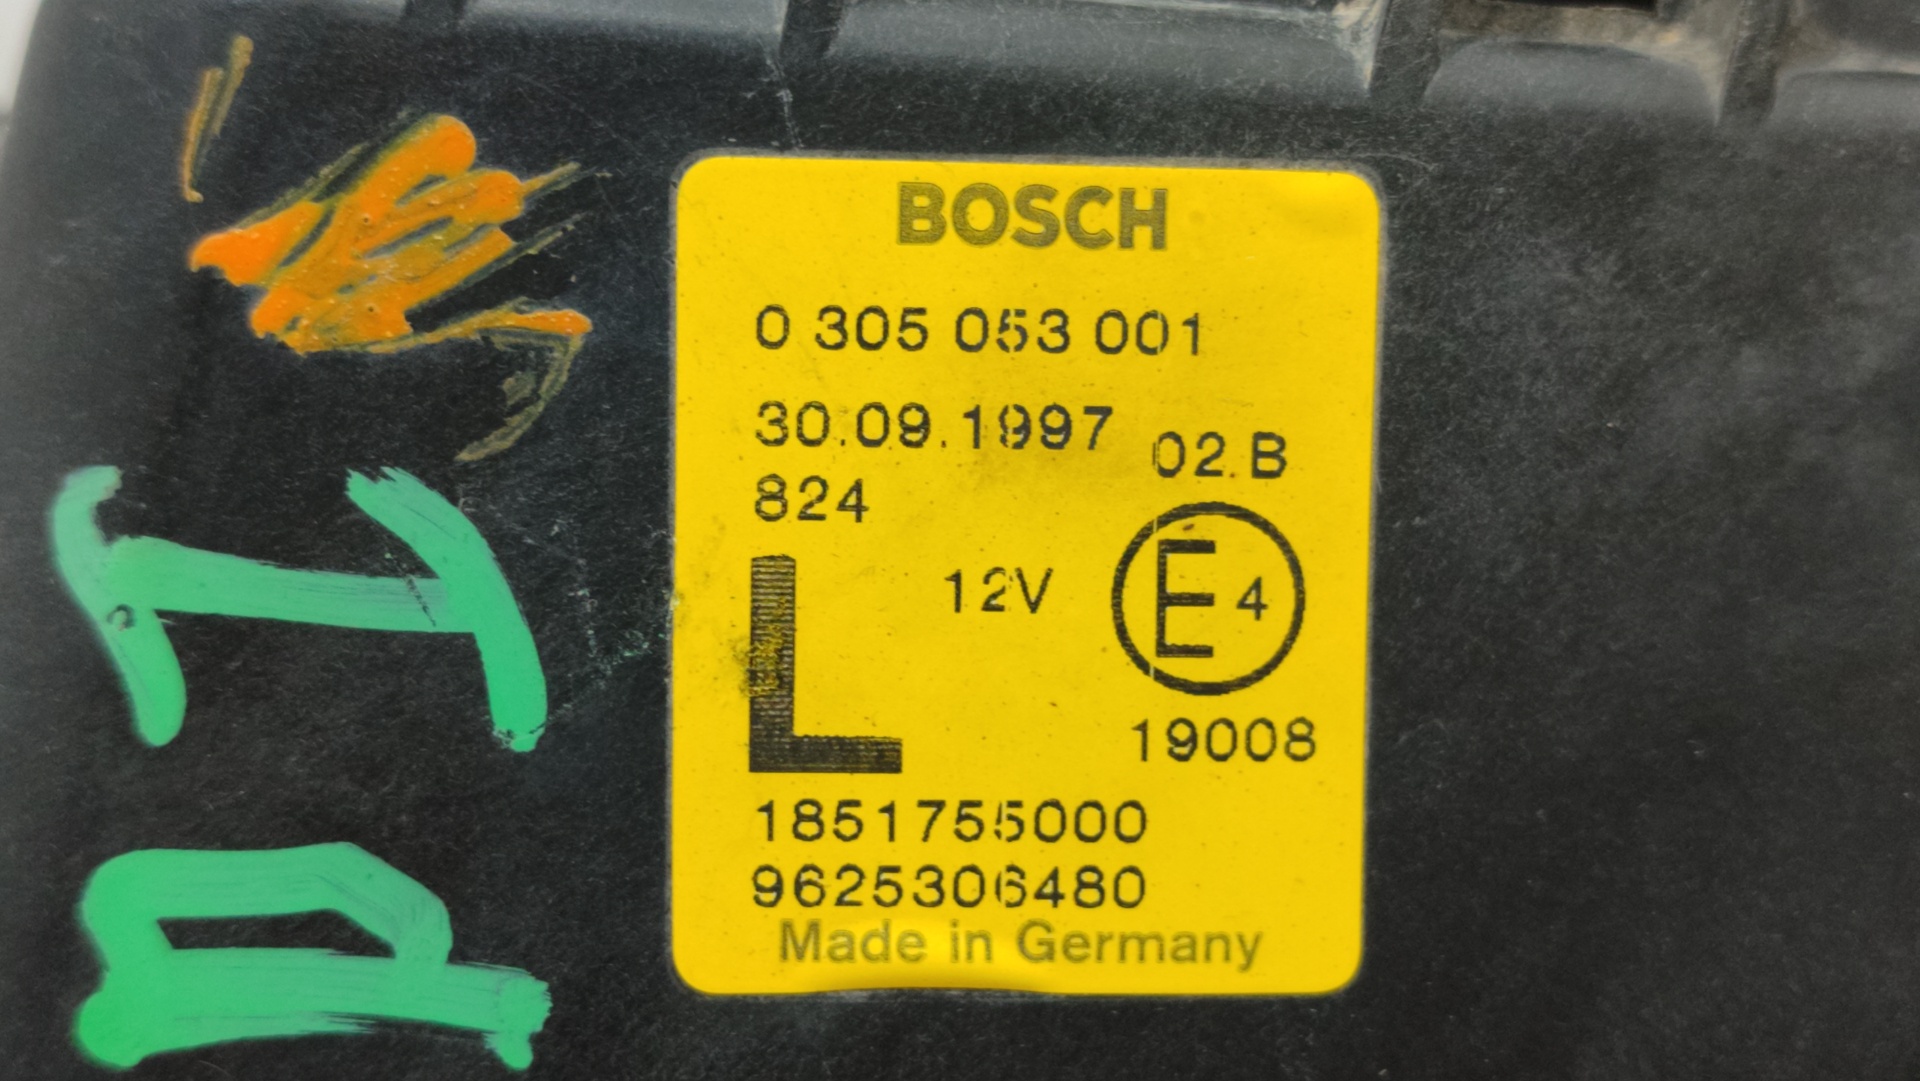 BOSCH
0 305 053 001
30.09.1997
02.B
824
L
12V
E 4
19008
1851755000
9625306480
Made in Germany